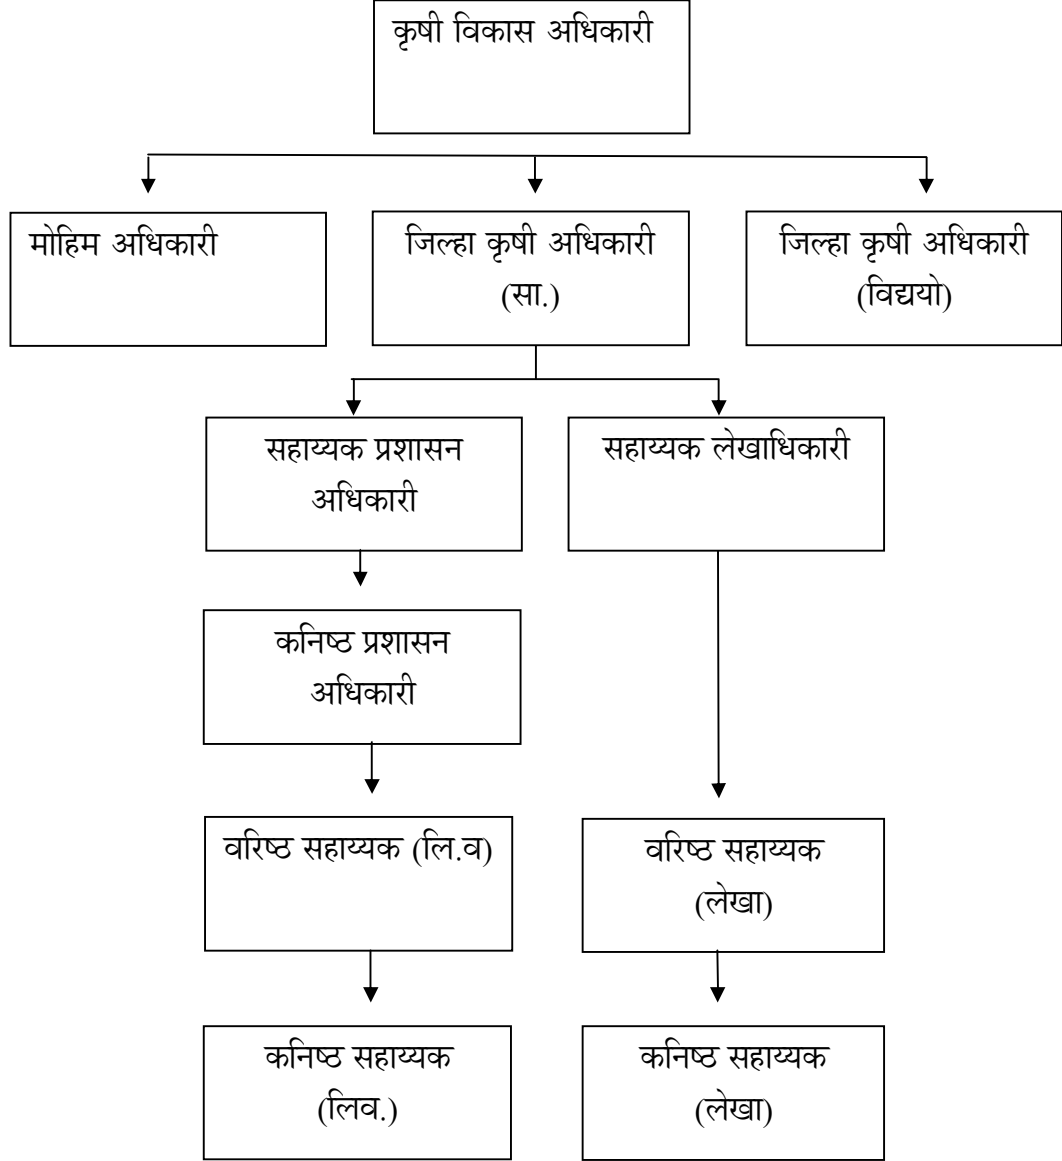 कृषी विकास अधिकारी
मोहिम अधिकारी
जिल्हा कृषी अधिकारी
(सा.)
जिल्हा कृषी अधिकारी
(विद्ययो)
सहाय्यक प्रशासन
अधिकारी
सहाय्यक लेखाधिकारी
कनिष्ठ प्रशासन
अधिकारी
वरिष्ठ सहाय्यक (लि.व)
वरिष्ठ सहाय्यक
(लेखा)
कनिष्ठ सहाय्यक
(लिव.)
कनिष्ठ सहाय्यक
(लेखा)